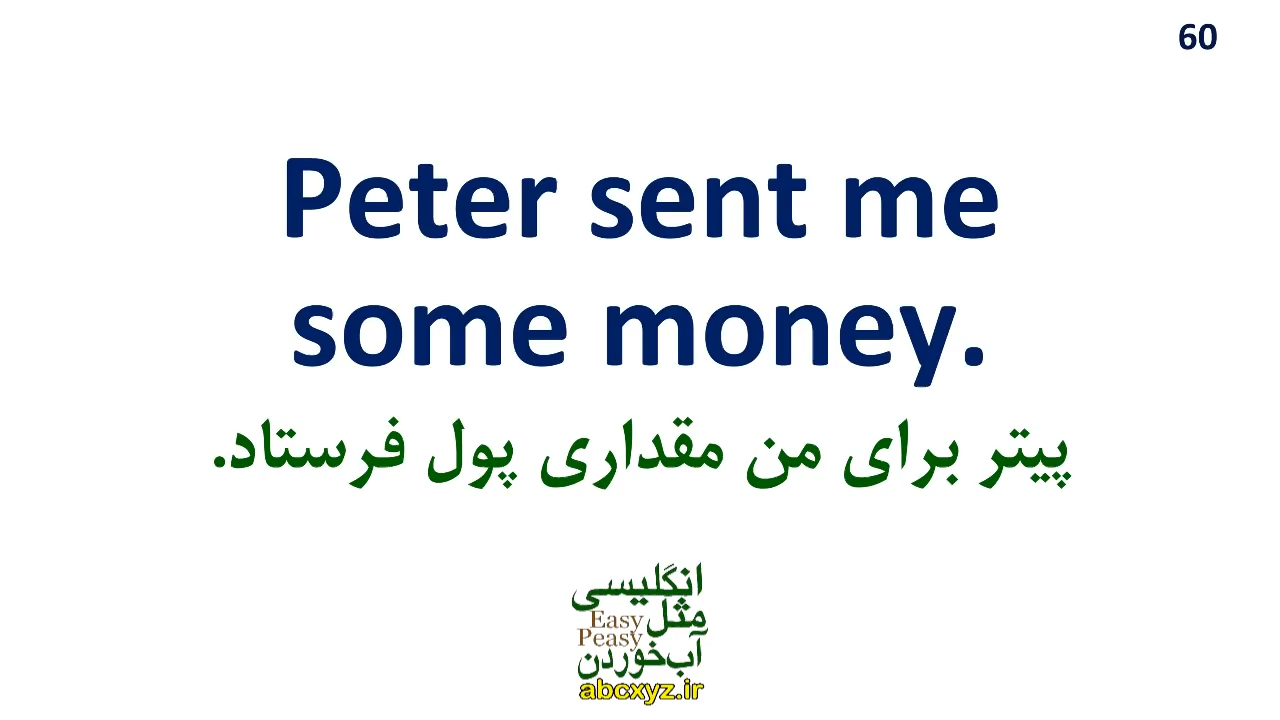 60
Peter sent me
some money.
پیتر برای من مقداری پول فرستاد.
انگلیسی
مثل
Easy
Peasy
آب‌خوردن
abcxyz.ir